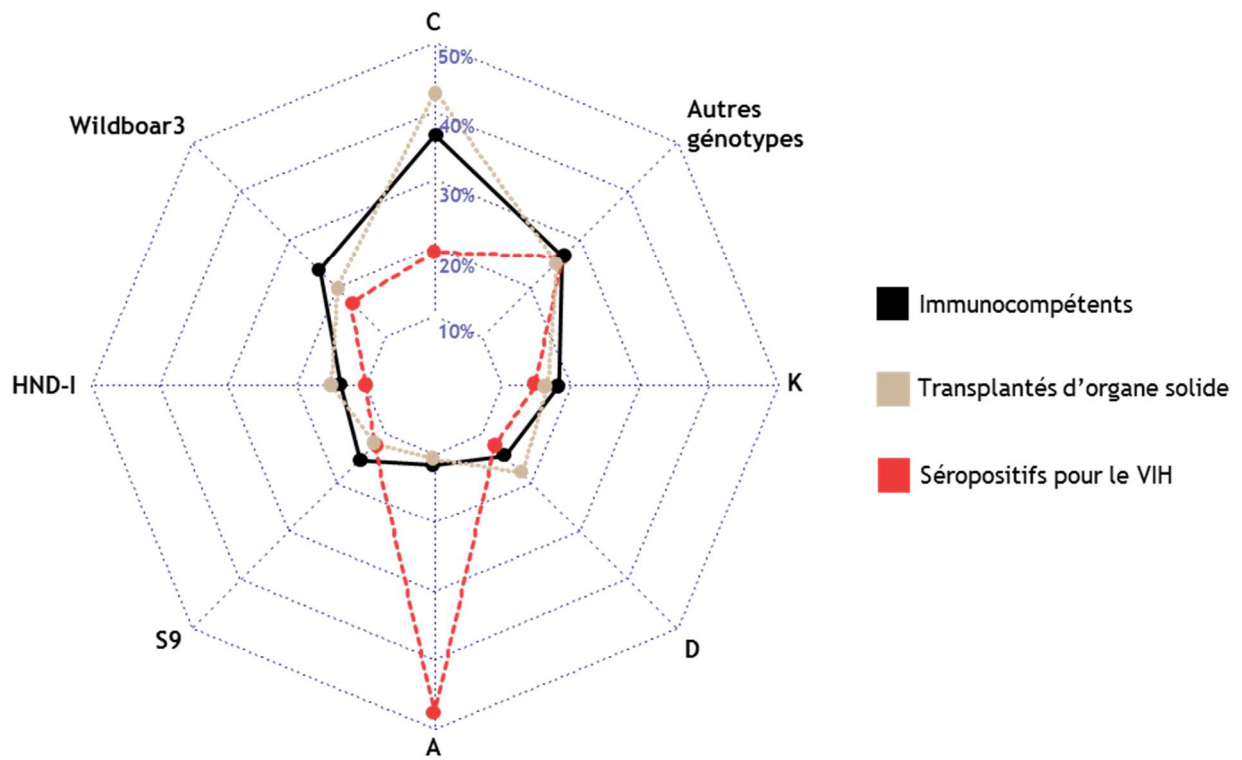 C
50%
Wildboar3
Autres
génotypes
40%
30%
20%
Immunocompétents
10%
HND-I
K
Transplantés d’organe solide
Séropositifs pour le VIH
S9
D
A